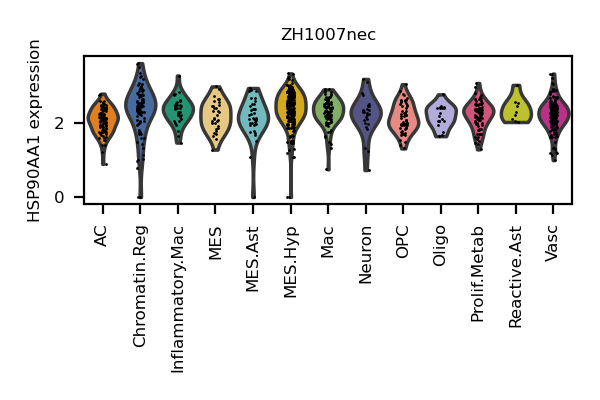 ZH1007nec
HSP90AA1 expression
2
0
AC
Chromatin.Reg
Inflammatory.Mac
MES
MES.Ast
MES.Hyp
Mac
Neuron
OPC
Oligo
Prolif.Metab
Reactive.Ast
Vasc